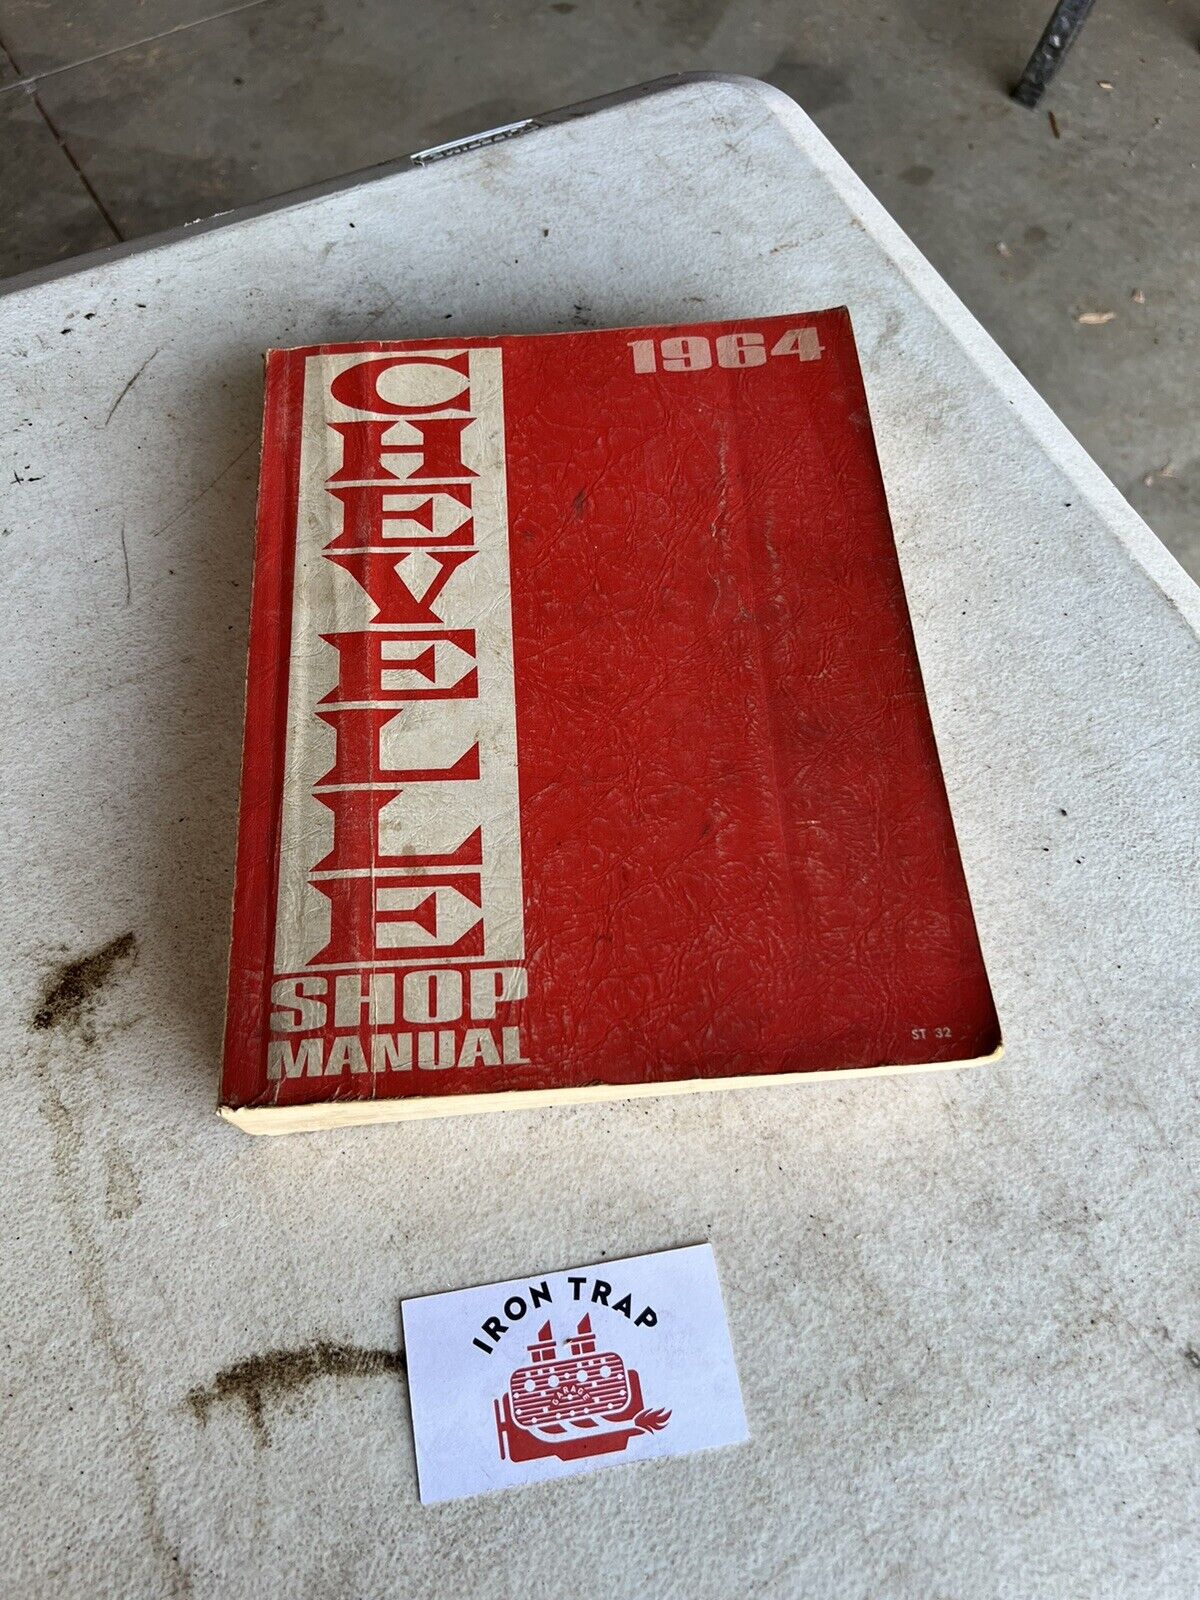 1964
CHEVELLE
SHOP
MANUAL
ST 32
IRON TRAP
GARAGE